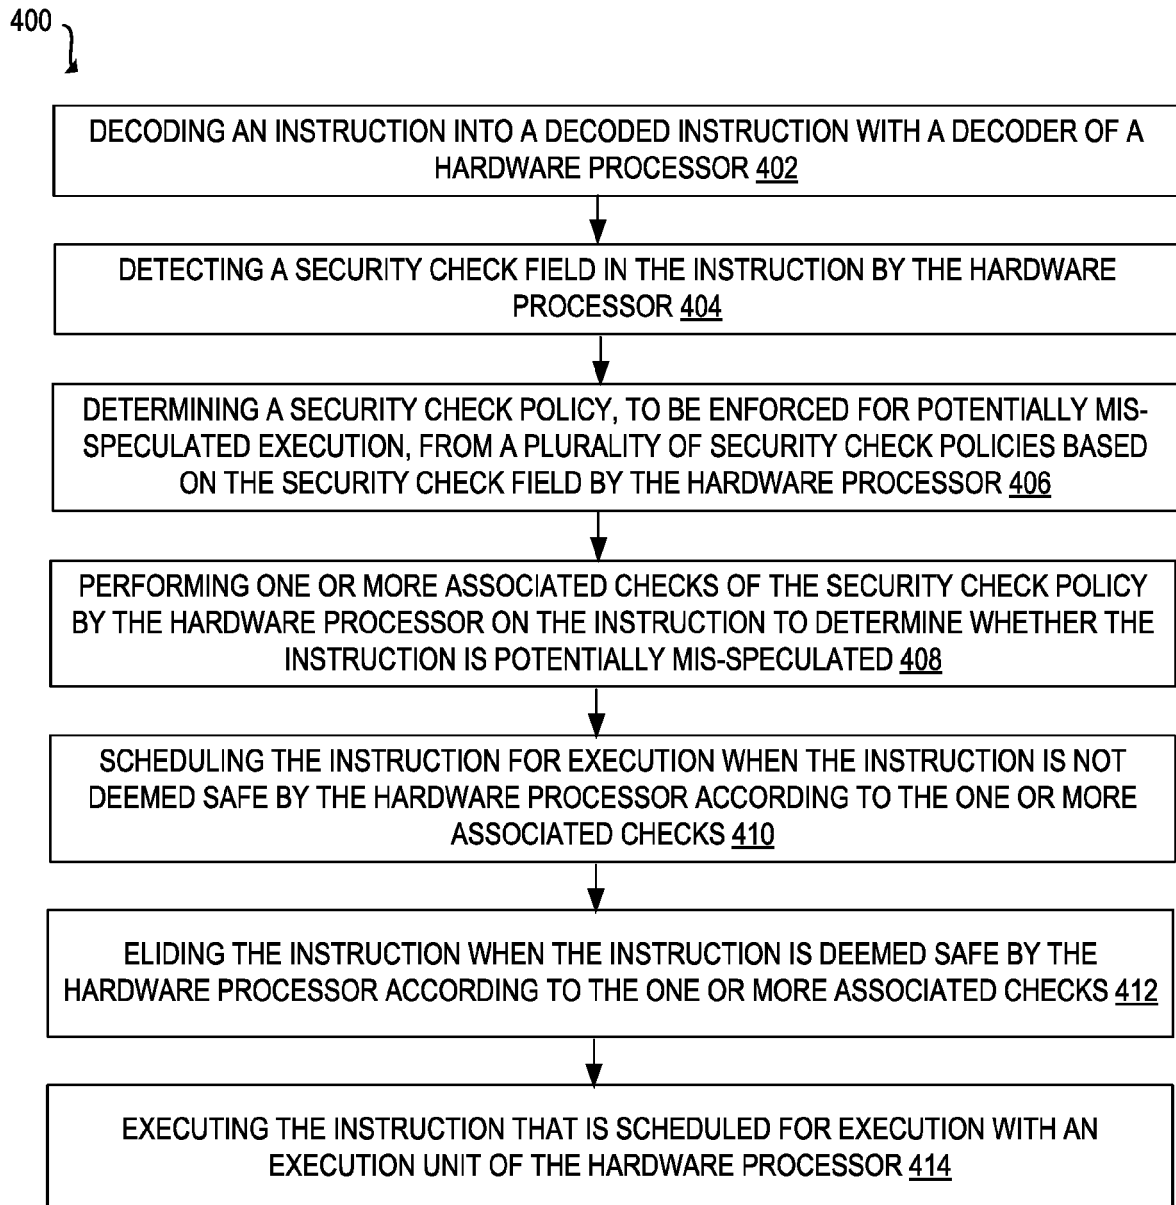 400
DECODING AN INSTRUCTION INTO A DECODED INSTRUCTION WITH A DECODER OF A
HARDWARE PROCESSOR 402
DETECTING A SECURITY CHECK FIELD IN THE INSTRUCTION BY THE HARDWARE
PROCESSOR 404
DETERMINING A SECURITY CHECK POLICY, TO BE ENFORCED FOR POTENTIALLY MIS-
SPECULATED EXECUTION, FROM A PLURALITY OF SECURITY CHECK POLICIES BASED
ON THE SECURITY CHECK FIELD BY THE HARDWARE PROCESSOR 406
PERFORMING ONE OR MORE ASSOCIATED CHECKS OF THE SECURITY CHECK POLICY
BY THE HARDWARE PROCESSOR ON THE INSTRUCTION TO DETERMINE WHETHER THE
INSTRUCTION IS POTENTIALLY MIS-SPECULATED 408
SCHEDULING THE INSTRUCTION FOR EXECUTION WHEN THE INSTRUCTION IS NOT
DEEMED SAFE BY THE HARDWARE PROCESSOR ACCORDING TO THE ONE OR MORE
ASSOCIATED CHECKS 410
ELIDING THE INSTRUCTION WHEN THE INSTRUCTION IS DEEMED SAFE BY THE
HARDWARE PROCESSOR ACCORDING TO THE ONE OR MORE ASSOCIATED CHECKS 412
EXECUTING THE INSTRUCTION THAT IS SCHEDULED FOR EXECUTION WITH AN
EXECUTION UNIT OF THE HARDWARE PROCESSOR 414